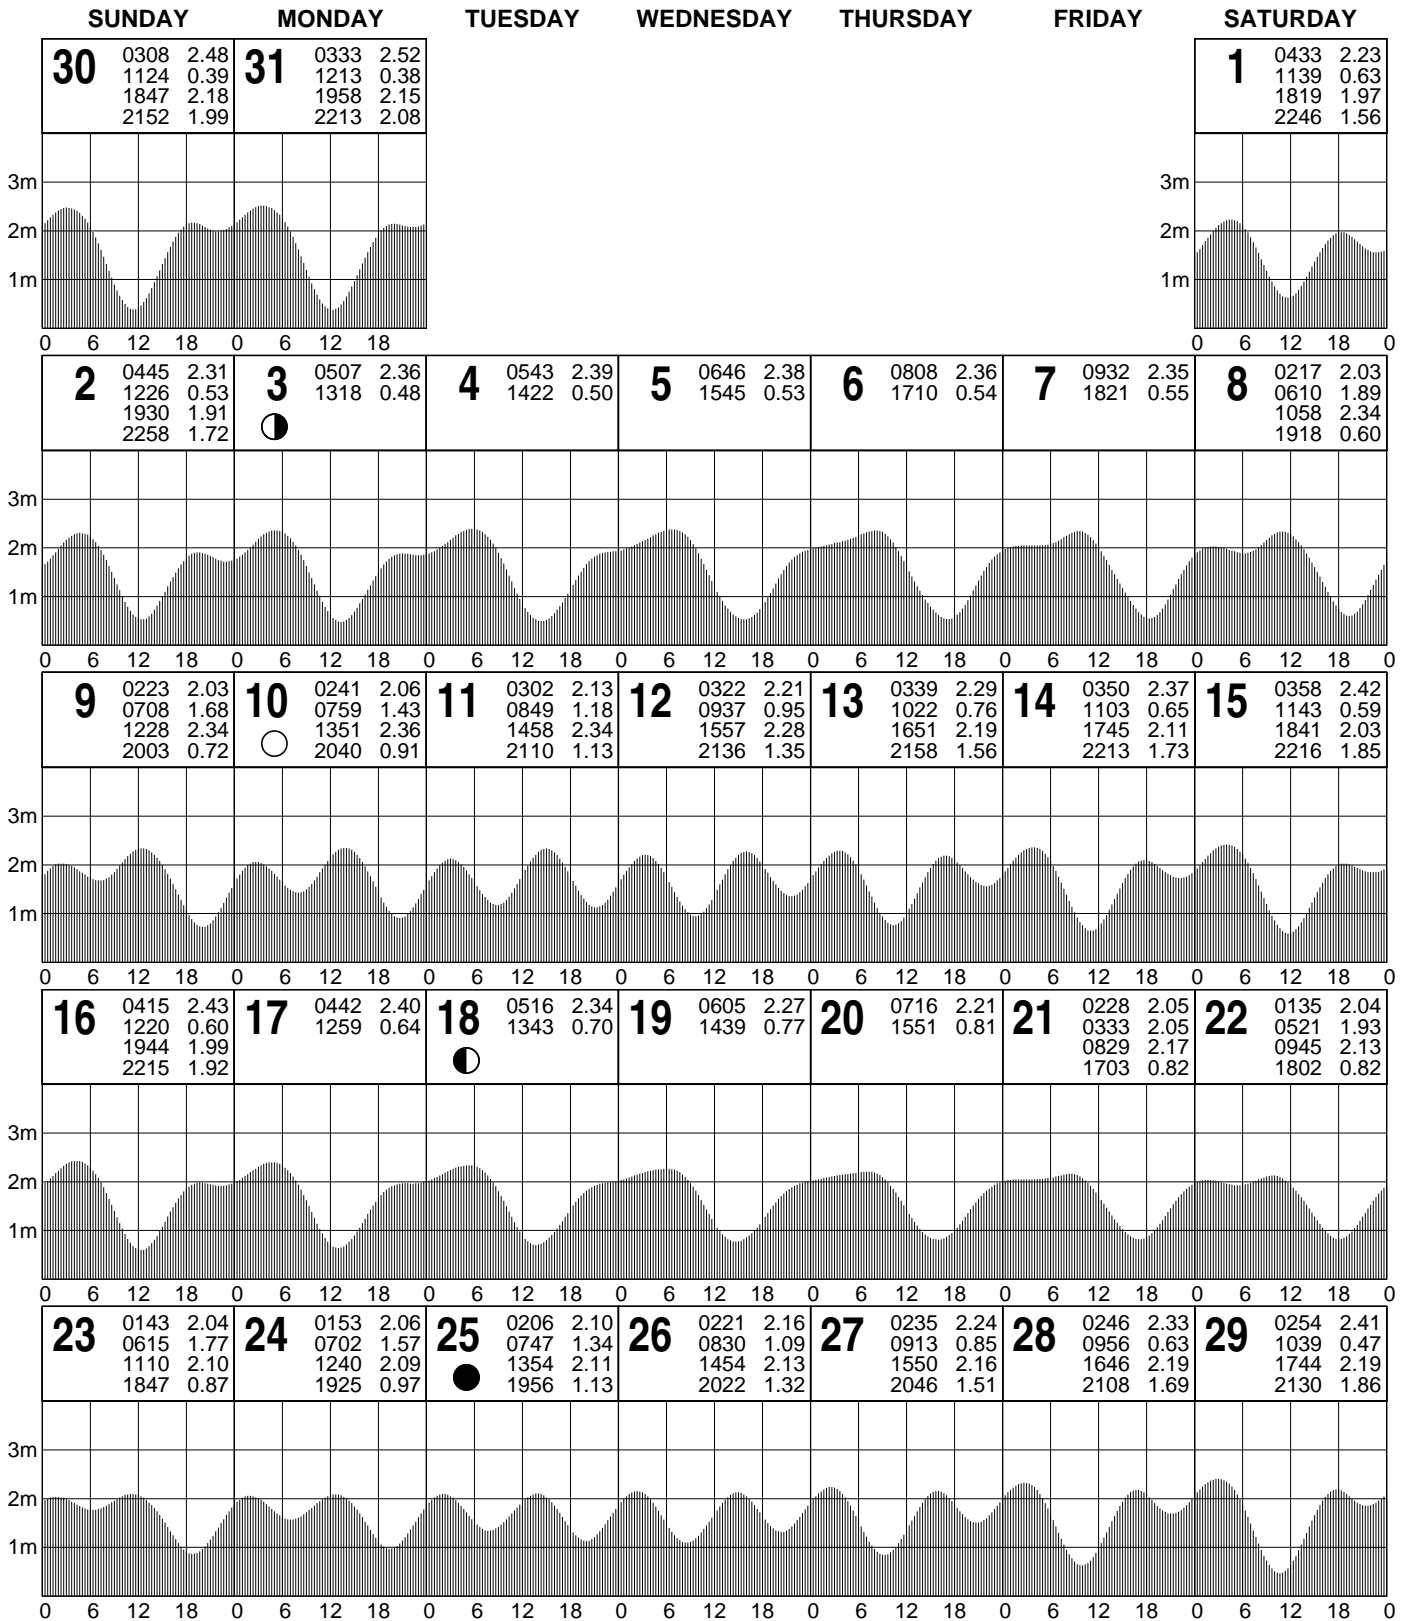 SUNDAY MONDAY TUESDAY WEDNESDAY THURSDAY FRIDAY SATURDAY
30 0308 2.48 31 0333 2.52 1 0433 2.23
1124 0.39 1213 0.38 1139 0.63
1847 2.18 1958 2.15 1819 1.97
2152 1.99 2213 2.08 2246 1.56
3m 3m
2m 2m
1m 1m
0 6 12 18 0 6 12 18 0 6 12 18 0
2 0445 2.31 3 0507 2.36 4 0543 2.39 5 0646 2.38 6 0808 2.36 7 0932 2.35 8 0217 2.03
1226 0.53 1318 0.48 1422 0.50 1545 0.53 1710 0.54 1821 0.55 0610 1.89
1930 1.91 1058 2.34
2258 1.72 1918 0.60
3m
2m
1m
0 6 12 18 0 6 12 18 0 6 12 18 0 6 12 18 0 6 12 18 0 6 12 18 0 6 12 18 0
9 0223 2.03 10 0241 2.06 11 0302 2.13 12 0322 2.21 13 0339 2.29 14 0350 2.37 15 0358 2.42
0708 1.68 0759 1.43 0849 1.18 0937 0.95 1022 0.76 1103 0.65 1143 0.59
1228 2.34 1351 2.36 1458 2.34 1557 2.28 1651 2.19 1745 2.11 1841 2.03
2003 0.72 2040 0.91 2110 1.13 2136 1.35 2158 1.56 2213 1.73 2216 1.85
3m
2m
1m
0 6 12 18 0 6 12 18 0 6 12 18 0 6 12 18 0 6 12 18 0 6 12 18 0 6 12 18 0
16 0415 2.43 17 0442 2.40 18 0516 2.34 19 0605 2.27 20 0716 2.21 21 0228 2.05 22 0135 2.04
1220 0.60 1259 0.64 1343 0.70 1439 0.77 1551 0.81 0333 2.05 0521 1.93
1944 1.99 0829 2.17 0945 2.13
2215 1.92 1703 0.82 1802 0.82
3m
2m
1m
0 6 12 18 0 6 12 18 0 6 12 18 0 6 12 18 0 6 12 18 0 6 12 18 0 6 12 18 0
23 0143 2.04 24 0153 2.06 25 0206 2.10 26 0221 2.16 27 0235 2.24 28 0246 2.33 29 0254 2.41
0615 1.77 0702 1.57 0747 1.34 0830 1.09 0913 0.85 0956 0.63 1039 0.47
1110 2.10 1240 2.09 1354 2.11 1454 2.13 1550 2.16 1646 2.19 1744 2.19
1847 0.87 1925 0.97 1956 1.13 2022 1.32 2046 1.51 2108 1.69 2130 1.86
3m
2m
1m
0 6 12 18 0 6 12 18 0 6 12 18 0 6 12 18 0 6 12 18 0 6 12 18 0 6 12 18 0